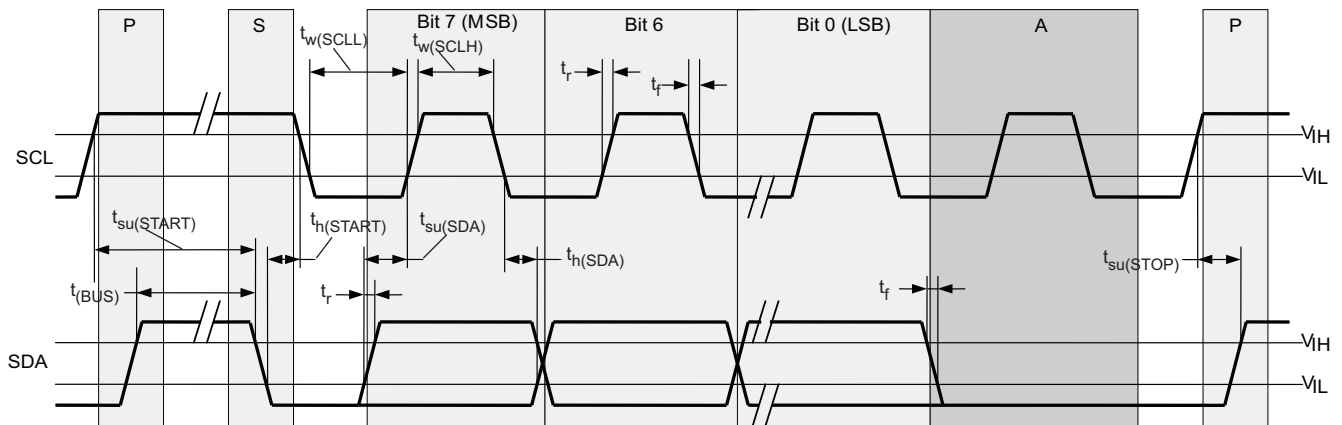 P
S
Bit 7 (MSB)
Bit 6
Bit 0 (LSB)
A
P
tw(SCLL)
tw(SCLH)
tr
tf
VIH
SCL
VIL
tsu(START)
th(START)
tsu(SDA)
th(SDA)
tsu(STOP)
t(BUS)
tr
tf
VIH
SDA
VIL